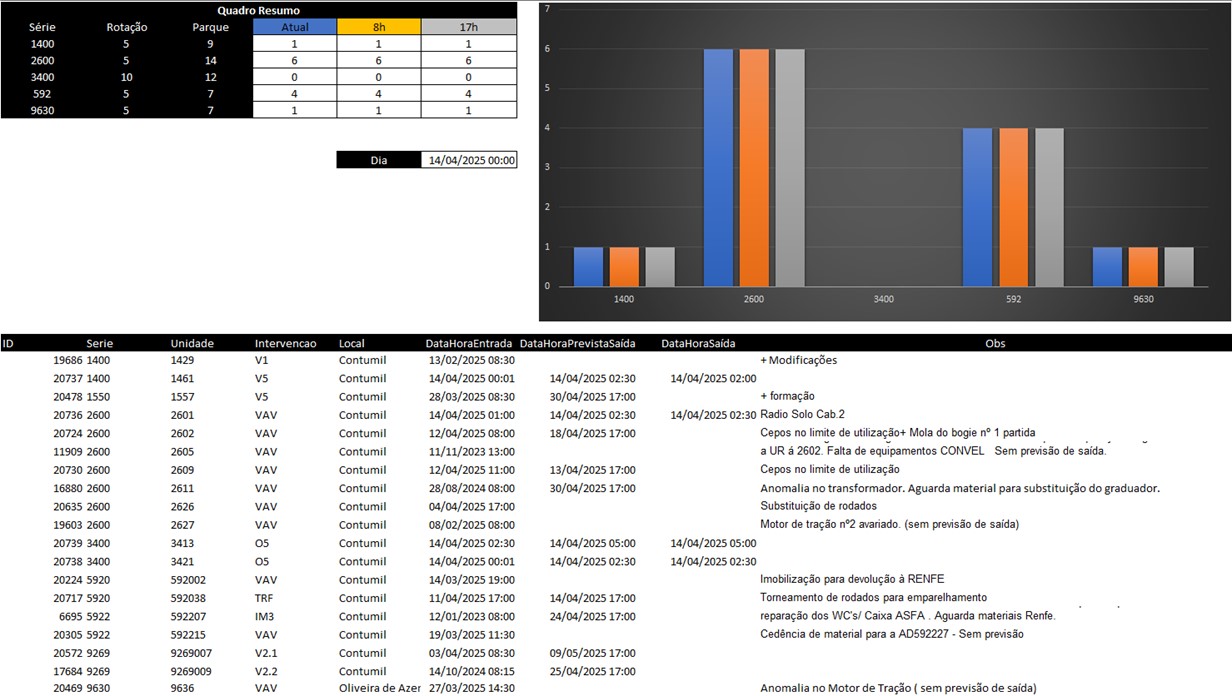 Quadro Resumo
Série Rotação Parque Atual 8h 17h
1400 5 9 1 1 1
2600 5 14 6 6 6
3400 10 12 0 0 0
592 5 7 4 4 4
9630 5 7 1 1 1
Dia 14/04/2025 00:00
7
6
5
4
3
2
1
0
1400 2600 3400 592 9630
ID Serie Unidade Intervencao Local DataHoraEntrada DataHoraPrevistaSaída DataHoraSaída Obs
19686 1400 1429 V1 Contumil 13/02/2025 08:30 + Modificações
20737 1400 1461 V5 Contumil 14/04/2025 00:01 14/04/2025 02:30 14/04/2025 02:00
20478 1550 1557 V5 Contumil 28/03/2025 08:30 30/04/2025 17:00 + formação
20736 2600 2601 VAV Contumil 14/04/2025 01:00 14/04/2025 02:30 14/04/2025 02:30 Radio Solo Cab.2
20724 2600 2602 VAV Contumil 12/04/2025 08:00 18/04/2025 17:00 Cepos no limite de utilização+ Mola do bogie nº 1 partida
11909 2600 2605 VAV Contumil 11/11/2023 13:00 a UR á 2602. Falta de equipamentos CONVEL Sem previsão de saída.
20730 2600 2609 VAV Contumil 12/04/2025 11:00 13/04/2025 17:00 Cepos no limite de utilização
16880 2600 2611 VAV Contumil 28/08/2024 08:00 30/04/2025 17:00 Anomalia no transformador. Aguarda material para substituição do graduador.
20635 2600 2626 VAV Contumil 04/04/2025 17:00 Substituição de rodados
19603 2600 2627 VAV Contumil 08/02/2025 08:00 Motor de tração nº2 avariado. (sem previsão de saída)
20739 3400 3413 O5 Contumil 14/04/2025 02:30 14/04/2025 05:00 14/04/2025 05:00
20738 3400 3421 O5 Contumil 14/04/2025 00:01 14/04/2025 02:30 14/04/2025 02:30
20224 5920 592002 VAV Contumil 14/03/2025 19:00 Imobilização para devolução á RENFE
20717 5920 592038 TRF Contumil 11/04/2025 17:00 14/04/2025 17:00 Torneamento de rodados para emparelhamento
6695 5922 592207 IM3 Contumil 12/01/2023 08:00 24/04/2025 17:00 reparação dos WC's/ Caixa ASFA . Aguarda materiais Renfe.
20305 5922 592215 VAV Contumil 19/03/2025 11:30 Cedência de material para a AD592227 - Sem previsão
20572 9269 9269007 V2.1 Contumil 03/04/2025 08:30 09/05/2025 17:00
17684 9269 9269009 V2.2 Contumil 14/10/2024 08:15 25/04/2025 17:00
20469 9630 9636 VAV Oliveira de Azer 27/03/2025 14:30 Anomalia no Motor de Tração ( sem previsão de saída)